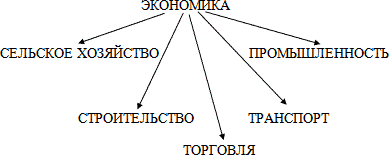 ЭКОНОМИКА
СЕЛЬСКОЕ ХОЗЯЙСТВО
ПРОМЫШЛЕННОСТЬ
СТРОИТЕЛЬСТВО
ТРАНСПОРТ
ТОРГОВЛЯ